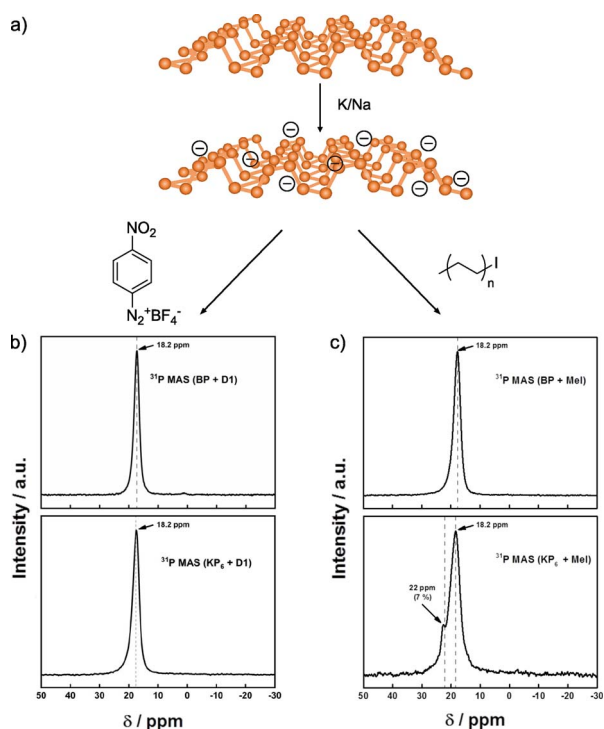 a)
K/Na
NO₂
N₂⁺BF₄⁻
I
n
b)
18.2 ppm
³¹P MAS (BP + D1)
Intensity / a.u.
18.2 ppm
³¹P MAS (KP₆ + D1)
50 40 30 20 10 0 -10 -20 -30
δ / ppm
c)
18.2 ppm
³¹P MAS (BP + MeI)
Intensity / a.u.
18.2 ppm
³¹P MAS (KP₆ + MeI)
22 ppm
(7 %)
50 40 30 20 10 0 -10 -20 -30
δ / ppm